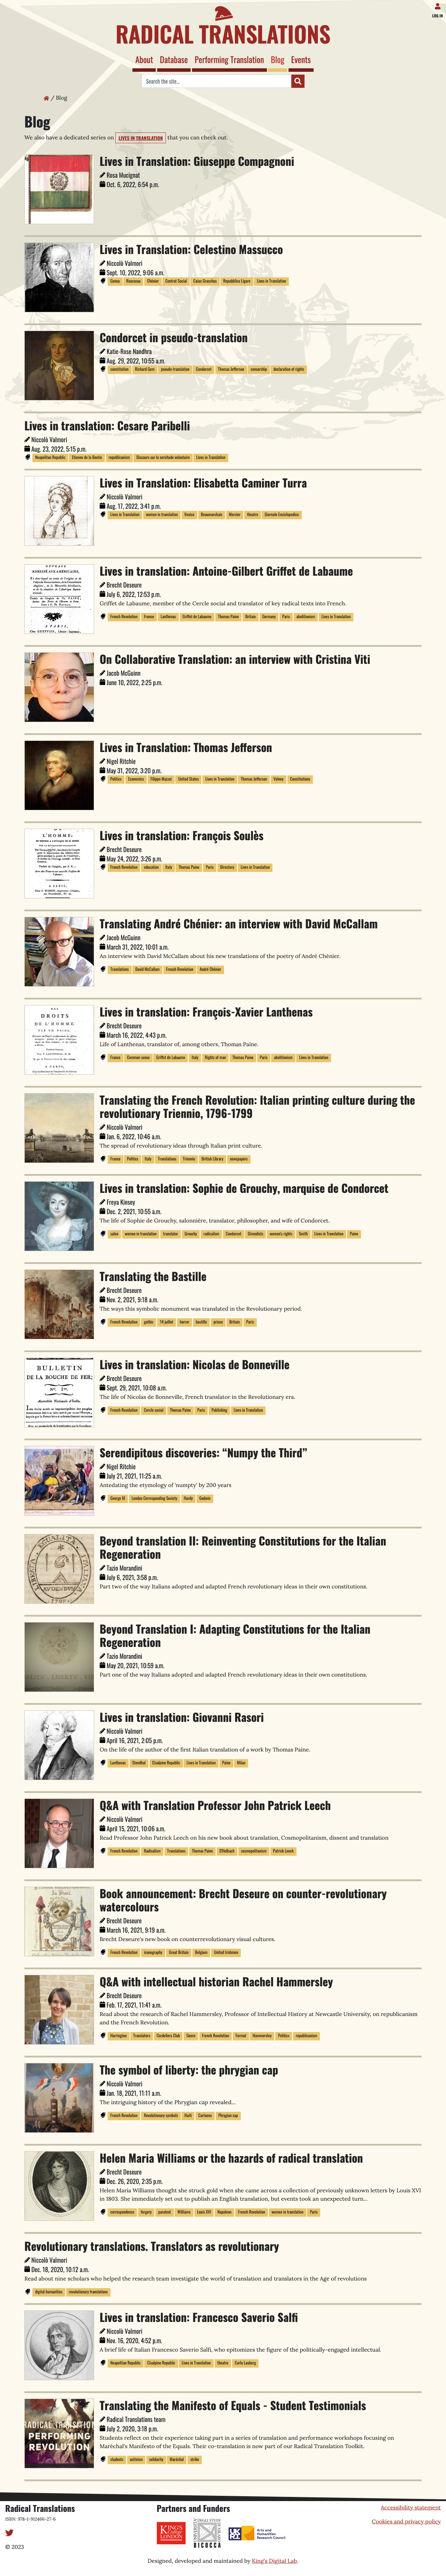 LOG IN
RADICAL TRANSLATIONS
About Database Performing Translation Blog Events
Search the site...
/ Blog
Blog
We also have a dedicated series on LIVES IN TRANSLATION that you can check out.
Lives in Translation: Giuseppe Compagnoni
Rosa Mucignat
Oct. 6, 2022, 6:54 p.m.
Lives in Translation: Celestino Massucco
Niccolò Valmori
Sept. 10, 2022, 9:06 a.m.
Genoa Rousseau Chénier Central Social Caius Gracchus Repubblica Ligure Lives in Translation
Condorcet in pseudo-translation
Katie-Rose Nandhra
Aug. 29, 2022, 10:55 a.m.
constitution Richard Gem pseudo-translation Condorcet Thomas Jefferson censorship declaration of rights
Lives in translation: Cesare Paribelli
Niccolò Valmori
Aug. 23, 2022, 5:15 p.m.
Neapolitan Republic Etienne de la Boétie republicanism Discours sur la servitude volontaire Lives in Translation
Lives in Translation: Elisabetta Caminer Turra
Niccolò Valmori
Aug. 17, 2022, 3:41 p.m.
Lives in Translation women in translation Venice Beaumarchais Mercier theatre Giornale Enciclopedico
Lives in translation: Antoine-Gilbert Griffet de Labaume
Brecht Deseure
July 6, 2022, 12:53 p.m.
Griffet de Labaume, member of the Cercle social and translator of key radical texts into French.
French Revolution France Lanthenas Griffet de Labaume Thomas Paine Britain Germany Paris abolitionism Lives in Translation
On Collaborative Translation: an interview with Cristina Viti
Jacob McGuinn
June 10, 2022, 2:25 p.m.
Lives in Translation: Thomas Jefferson
Nigel Ritchie
May 31, 2022, 3:20 p.m.
Politics Economics Filippo Mazzei United States Lives in Translation Thomas Jefferson Volney Constitutions
Lives in Translation: François Soulès
Brecht Deseure
May 24, 2022, 3:26 p.m.
French Revolution education Italy Thomas Paine Paris Directory Lives in Translation
Translating André Chénier: an interview with David McCallam
Jacob McGuinn
March 31, 2022, 10:01 a.m.
An interview with David McCallam about his new translations of the poetry of André Chénier.
Translations David McCallam French Revolution André Chénier
Lives in translation: François-Xavier Lanthenas
Brecht Deseure
March 16, 2022, 4:43 p.m.
Life of Lanthenas, translator of, among others, Thomas Paine.
France Common sense Griffet de Labaume Italy Rights of man Thomas Paine Paris abolitionism Lives in Translation
Translating the French Revolution: Italian printing culture during the
revolutionary Triennio, 1796-1799
Niccolò Valmori
Jan. 6, 2022, 10:46 a.m.
The spread of revolutionary ideas through Italian print culture.
France Politics Italy Translations Triennio British Library newspapers
Lives in translation: Sophie de Grouchy, marquise de Condorcet
Freya Kinsey
Dec. 2, 2021, 10:55 a.m.
The life of Sophie de Grouchy, salonnière, translator, philosopher, and wife of Condorcet.
salon women in translation translator Grouchy radicalism Condorcet Girondists women's rights Smith Lives in Translation Paine
Translating the Bastille
Brecht Deseure
Nov. 2, 2021, 9:18 a.m.
The ways this symbolic monument was translated in the Revolutionary period.
French Revolution gothic 14 juillet horror bastille prison Britain Paris
Lives in translation: Nicolas de Bonneville
Brecht Deseure
Sept. 29, 2021, 10:08 a.m.
The life of Nicolas de Bonneville, French translator in the Revolutionary era.
French Revolution Cercle social Thomas Paine Paris Publishing Lives in Translation
Serendipitous discoveries: “Numpy the Third”
Nigel Ritchie
July 21, 2021, 11:25 a.m.
Antedating the etymology of 'numpty' by 200 years
George III London Corresponding Society Hardy Godwin
Beyond translation II: Reinventing Constitutions for the Italian
Regeneration
Tazio Morandini
July 6, 2021, 3:58 p.m.
Part two of the way Italians adopted and adapted French revolutionary ideas in their own constitutions.
Beyond Translation I: Adapting Constitutions for the Italian
Regeneration
Tazio Morandini
May 20, 2021, 10:59 a.m.
Part one of the way Italians adopted and adapted French revolutionary ideas in their own constitutions.
Lives in translation: Giovanni Rasori
Niccolò Valmori
April 16, 2021, 2:05 p.m.
On the life of the author of the first Italian translation of a work by Thomas Paine.
Lanthenas Stendhal Cisalpine Republic Lives in Translation Paine Milan
Q&A with Translation Professor John Patrick Leech
Niccolò Valmori
April 15, 2021, 10:06 a.m.
Read Professor John Patrick Leech on his new book about translation, Cosmopolitanism, dissent and translation
French Revolution Radicalism Translations Thomas Paine D'Holbach cosmopolitanism Patrick Leech
Book announcement: Brecht Deseure on counter-revolutionary
watercolours
Brecht Deseure
March 16, 2021, 9:19 a.m.
Brecht Deseure's new book on counterrevolutionary visual cultures.
French Revolution iconography Great Britain Belgium United Irishmen
Q&A with intellectual historian Rachel Hammersley
Brecht Deseure
Feb. 17, 2021, 11:41 a.m.
Read about the research of Rachel Hammersley, Professor of Intellectual History at Newcastle University, on republicanism
and the French Revolution.
Harrington Translators Cordeliers Club Genre French Revolution Format Hammersley Politics republicanism
The symbol of liberty: the phrygian cap
Niccolò Valmori
Jan. 18, 2021, 11:11 a.m.
The intriguing history of the Phrygian cap revealed...
French Revolution Revolutionary symbols Haiti Carbonne Phrygian cap
Helen Maria Williams or the hazards of radical translation
Brecht Deseure
Dec. 26, 2020, 2:35 p.m.
Helen Maria Williams thought she struck gold when she came across a collection of previously unknown letters by Louis XVI
in 1803. She immediately set out to publish an English translation, but events took an unexpected turn...
correspondence forgery paratext Williams Louis XVI Napoleon French Revolution women in translation Paris
Revolutionary translations. Translators as revolutionary
Niccolò Valmori
Dec. 18, 2020, 10:12 a.m.
Read about nine scholars who helped the research team investigate the world of translation and translators in the Age of revolutions
digital humanities revolutionary translations
Lives in translation: Francesco Saverio Salfi
Niccolò Valmori
Nov. 16, 2020, 4:52 p.m.
A brief life of Italian Francesco Saverio Salfi, who epitomizes the figure of the politically-engaged intellectual.
Neapolitan Republic Cisalpine Republic Lives in Translation theatre Carlo Lauberg
Translating the Manifesto of Equals - Student Testimonials
Radical Translations team
July 2, 2020, 3:18 p.m.
Students reflect on their experience taking part in a series of translation and performance workshops focusing on
Maréchal's Manifesto of the Equals. Their co-translation is now part of our Radical Translation Toolkit.
students activism solidarity Maréchal strike
Radical Translations
ISBN: 978-1-912466-27-6
© 2023
Partners and Funders
KING'S College LONDON
BICOCCA
Arts and Humanities Research Council
Accessibility statement
Cookies and privacy policy
Designed, developed and maintained by King's Digital Lab.